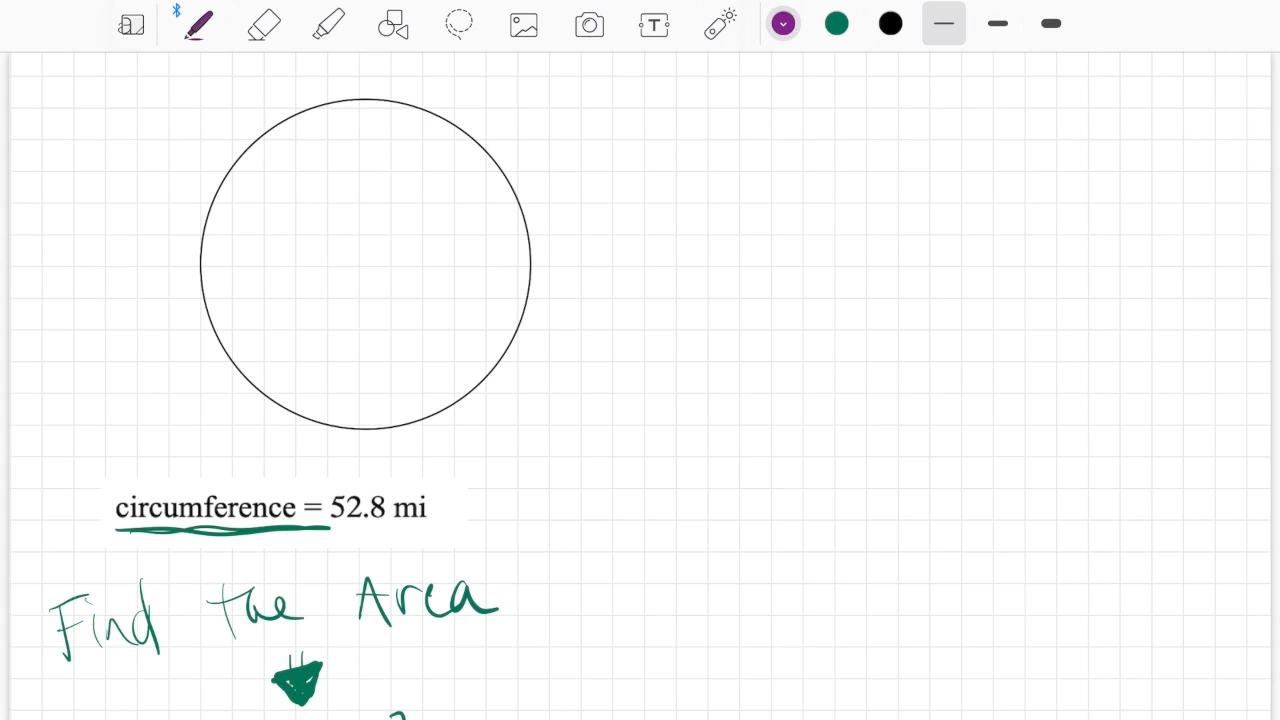 circumference = 52.8 mi
Find the Area